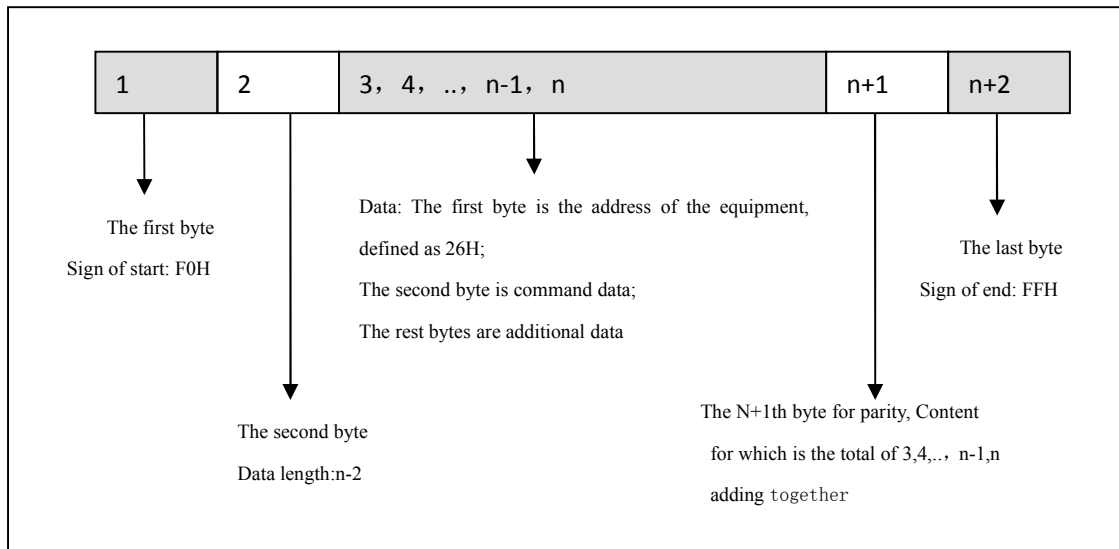 1 2 3，4，..，n-1，n n+1 n+2
The first byte
Sign of start: F0H
Data: The first byte is the address of the equipment,
defined as 26H;
The second byte is command data;
The rest bytes are additional data
The last byte
Sign of end: FFH
The second byte
Data length:n-2
The N+1th byte for parity, Content
for which is the total of 3,4,..，n-1,n
adding together